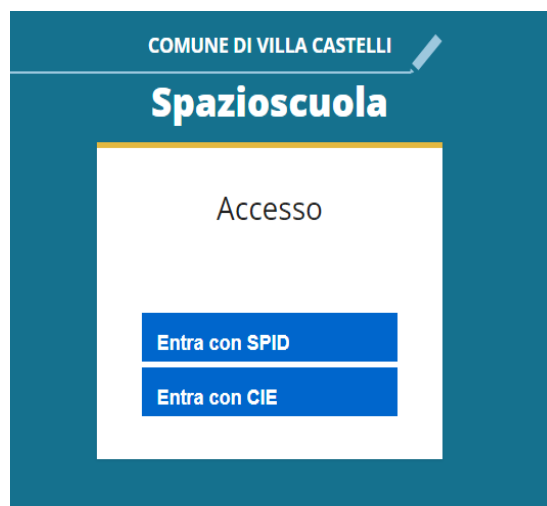 COMUNE DI VILLA CASTELLI
Spazioscuola
Accesso
Entra con SPID
Entra con CIE